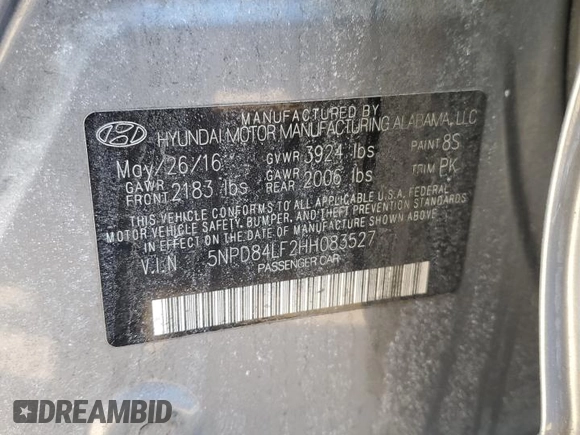 MANUFACTURED BY
HYUNDAI MOTOR MANUFACTURING ALABAMA, LLC
May/26/16 GVWR 3924 lbs PAINT 8S
GAWR FRONT 2183 lbs GAWR REAR 2006 lbs TRIM PK
THIS VEHICLE CONFORMS TO ALL APPLICABLE U.S.A. FEDERAL
MOTOR VEHICLE SAFETY, BUMPER, AND THEFT PREVENTION
STANDARDS IN EFFECT ON THE DATE OF MANUFACTURE SHOWN ABOVE.
V.I.N 5NPD84LF2HH083527
PASSENGER CAR
DREAMBID